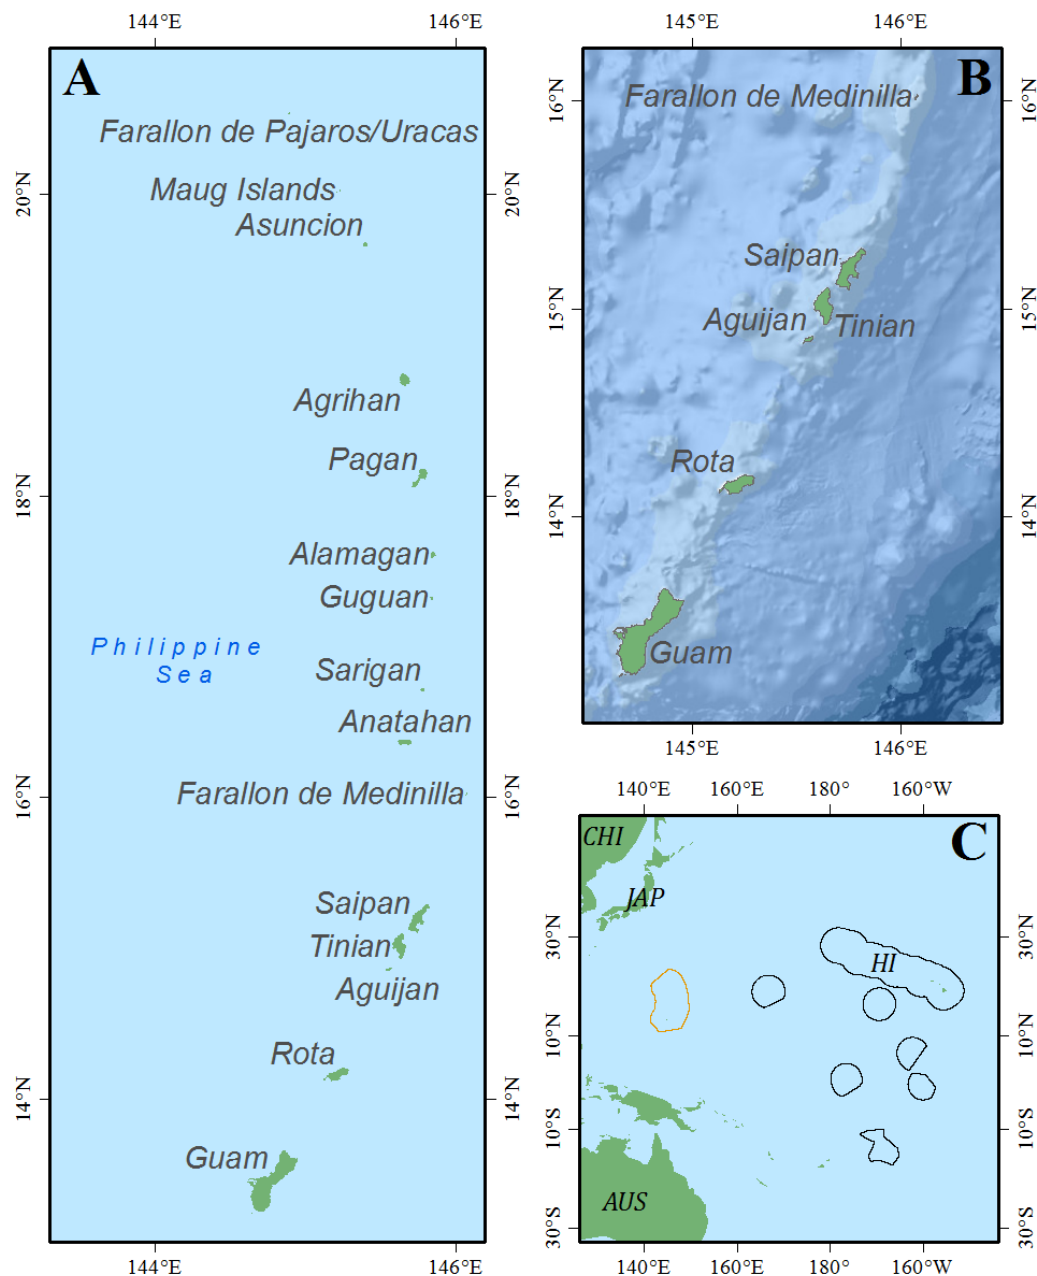 144°E
146°E
A
Farallon de Pajaros/Uracas
20°N
20°N
Maug Islands
Asuncion
Agrihan
Pagan
18°N
18°N
Alamagan
Guguan
Philippine
Sea
Sarigan
Anatahan
Farallon de Medinilla
16°N
16°N
Saipan
Tinian
Aguijan
Rota
14°N
14°N
Guam
144°E
146°E
145°E
146°E
B
16°N
16°N
Farallon de Medinilla
Saipan
15°N
15°N
Aguijan
Tinian
Rota
14°N
14°N
Guam
145°E
146°E
140°E
160°E
180°
160°W
CHI
C
JAP
30°N
30°N
HI
10°N
10°N
10°S
10°S
AUS
30°S
30°S
140°E
160°E
180°
160°W